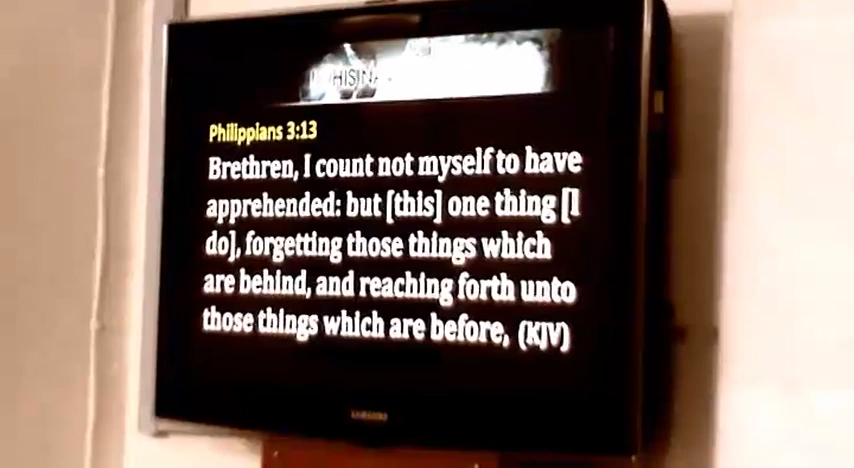 Philippians 3:13
Brethren, I count not myself to have
apprehended: but [this] one thing [I
do], forgetting those things which
are behind, and reaching forth unto
those things which are before, (KJV)
SAMSUNG